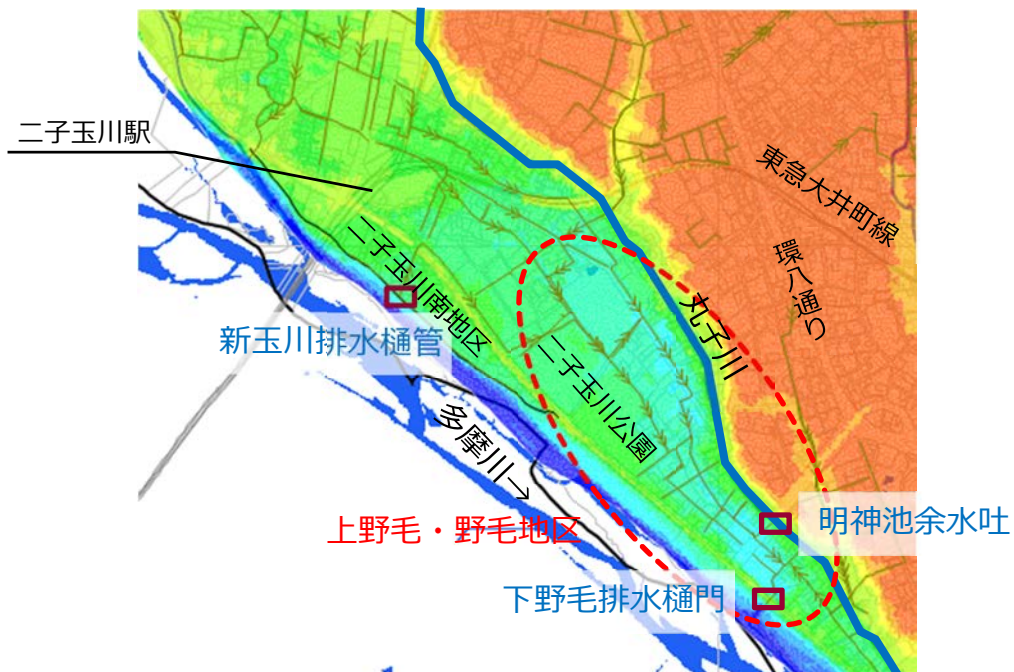 二子玉川駅
東急大井町線
環八通り
二子玉川南地区
丸子川
新玉川排水樋管
二子玉川公園
多摩川→
上野毛・野毛地区
明神池余水吐
下野毛排水樋門